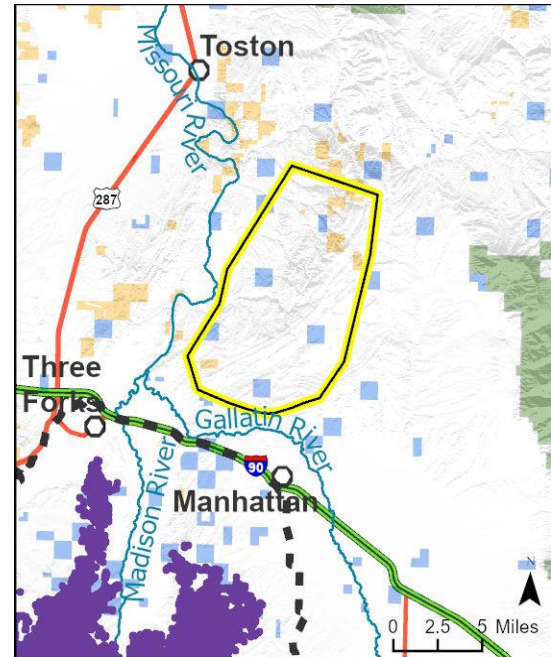 Toston
Missouri River
287
Three
Forks
Gallatin River
90
Manhattan
Madison River
0 2.5 5 Miles